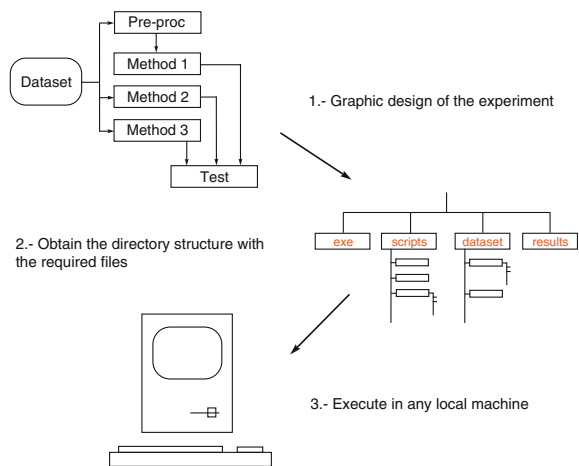 Pre-proc
Method 1
Dataset
Method 2
Method 3
Test
1.- Graphic design of the experiment
exe
scripts
dataset
results
2.- Obtain the directory structure with
the required files
3.- Execute in any local machine